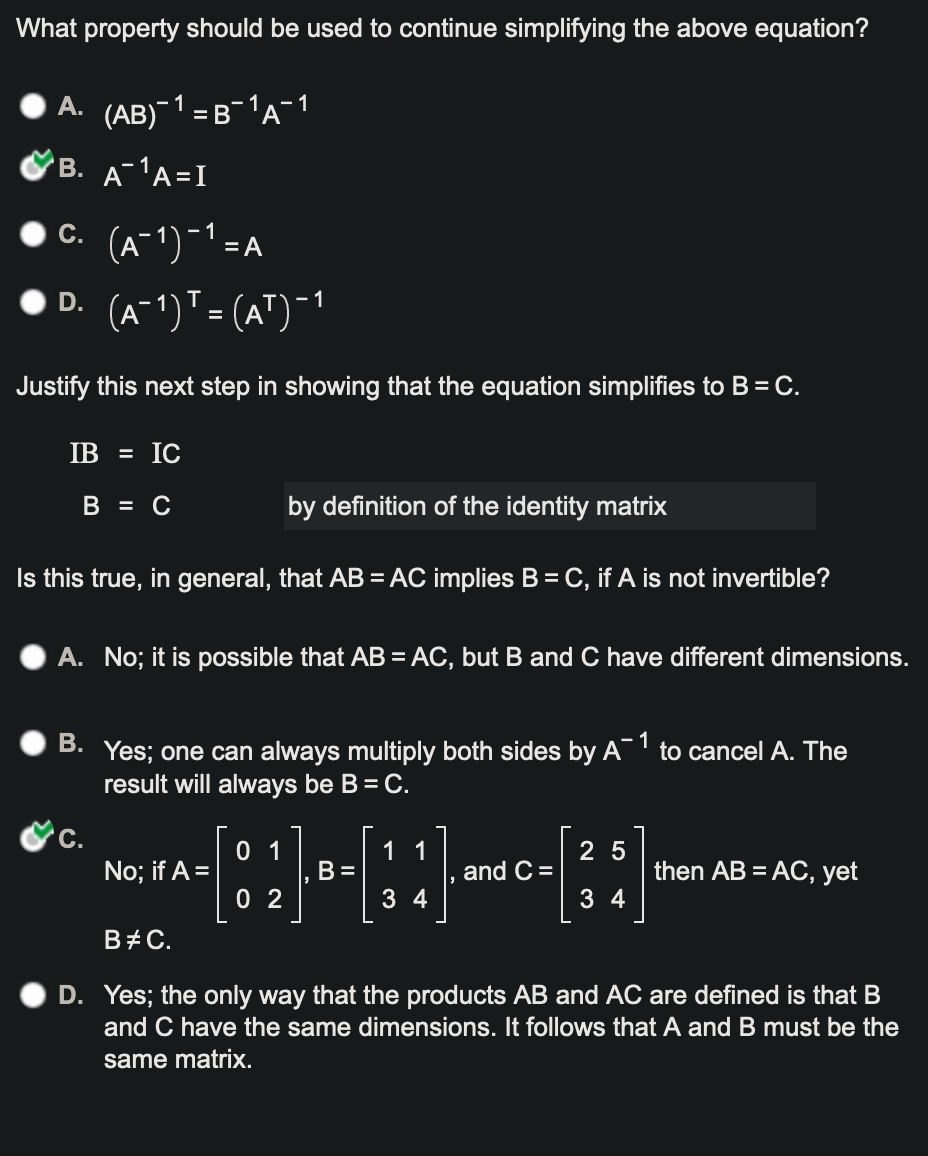 What property should be used to continue simplifying the above equation?
A. (AB)⁻¹ = B⁻¹A⁻¹
B. A⁻¹A = I
C. (A⁻¹)⁻¹ = A
D. (A⁻¹)ᵀ = (Aᵀ)⁻¹
Justify this next step in showing that the equation simplifies to B = C.
IB = IC
B = C by definition of the identity matrix
Is this true, in general, that AB = AC implies B = C, if A is not invertible?
A. No; it is possible that AB = AC, but B and C have different dimensions.
B. Yes; one can always multiply both sides by A⁻¹ to cancel A. The
result will always be B = C.
C.
No; if A = [0 1; 0 2], B = [1 1; 3 4], and C = [2 5; 3 4] then AB = AC, yet
B ≠ C.
D. Yes; the only way that the products AB and AC are defined is that B
and C have the same dimensions. It follows that A and B must be the
same matrix.